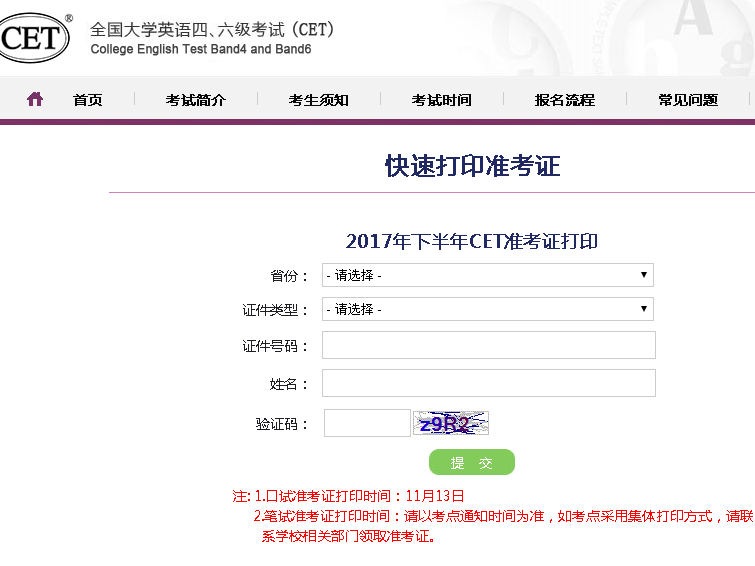 CET®
全国大学英语四、六级考试（CET）
College English Test Band4 and Band6
首页
考试简介
考生须知
考试时间
报名流程
常见问题
快速打印准考证
2017年下半年CET准考证打印
省份：
- 请选择 -
证件类型：
- 请选择 -
证件号码：
姓名：
验证码：
z9R2
提 交
注: 1.口试准考证打印时间：11月13日
2.笔试准考证打印时间：请以考点通知时间为准，如考点采用集体打印方式，请联
系学校相关部门领取准考证。